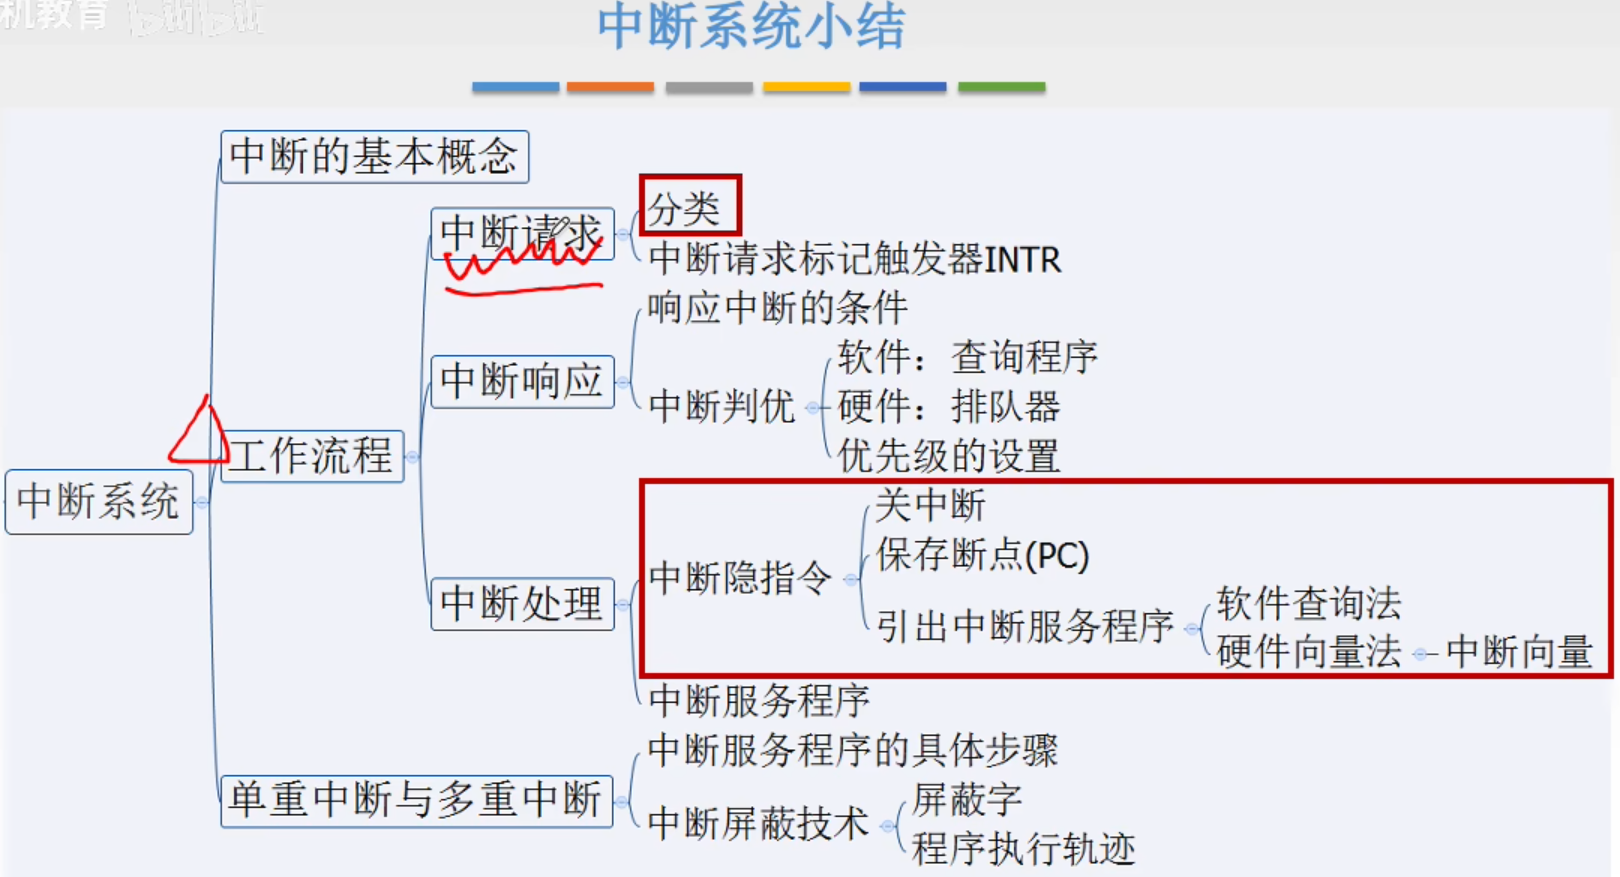 机教育 bilibili
中断系统小结
中断的基本概念
中断请求
分类
中断请求标记触发器INTR
响应中断的条件
中断响应
软件：查询程序
中断判优
硬件：排队器
优先级的设置
工作流程
中断系统
关中断
保存断点(PC)
中断隐指令
中断处理
引出中断服务程序
软件查询法
硬件向量法
中断向量
中断服务程序
中断服务程序的具体步骤
单重中断与多重中断
中断屏蔽技术
屏蔽字
程序执行轨迹